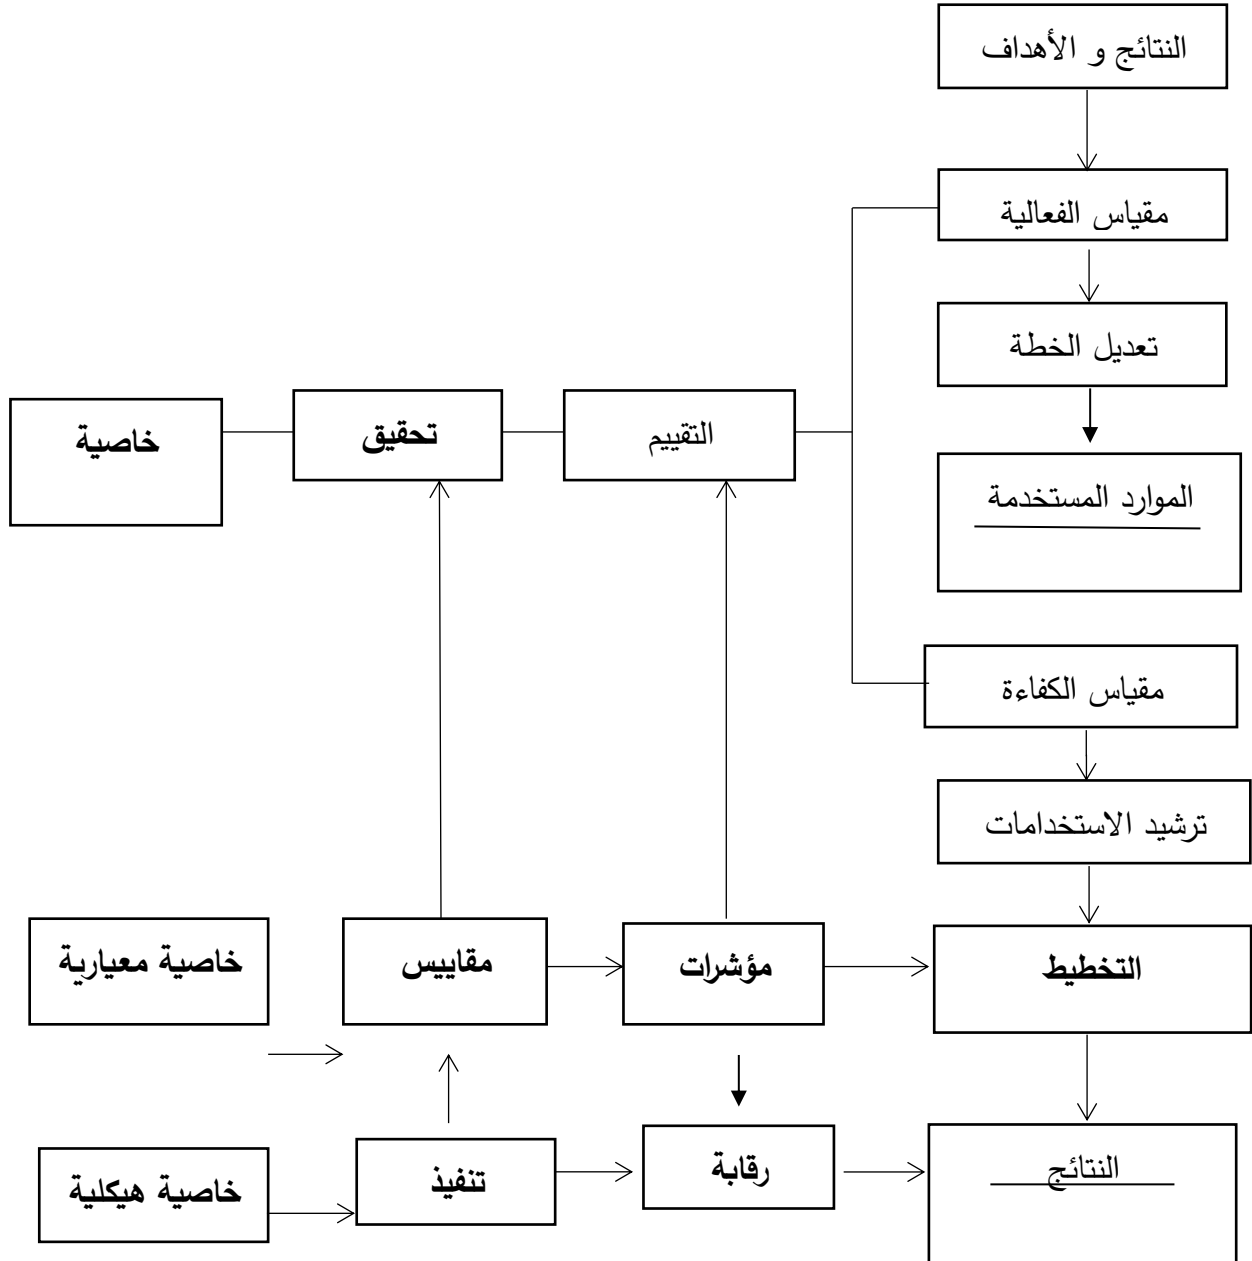 النتائج و الأهداف
مقياس الفعالية
تعديل الخطة
خاصية
تحقيق
التقييم
الموارد المستخدمة
مقياس الكفاءة
ترشيد الاستخدامات
خاصية معيارية
مقاييس
مؤشرات
التخطيط
خاصية هيكلية
تنفيذ
رقابة
النتائج